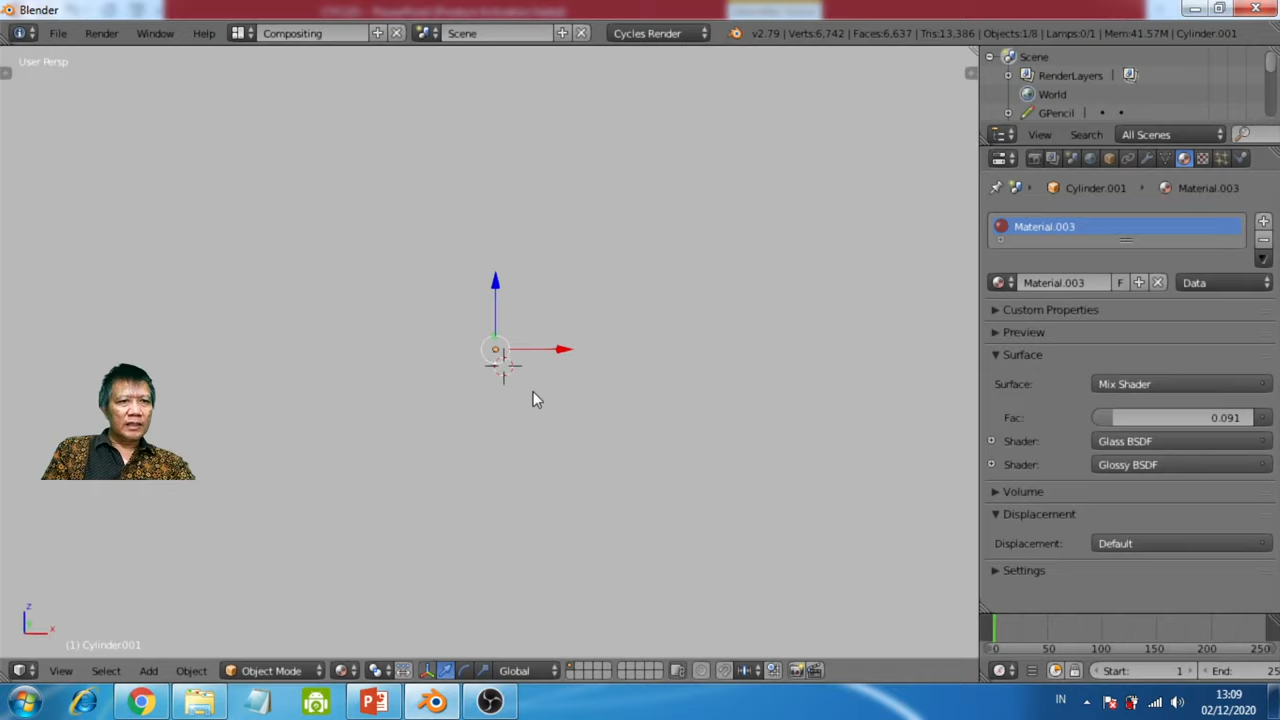 Blender
File Render Window Help Compositing Scene Cycles Render v2.79 | Verts:6,742 | Faces:6,637 | Tris:13,386 | Objects:1/8 | Lamps:0/1 | Mem:41.57M | Cylinder.001
User Persp
Scene
RenderLayers
World
GPencil
View Search All Scenes
Cylinder.001 Material.003
Material.003
Material.003 F Data
Custom Properties
Preview
Surface
Surface: Mix Shader
Fac: 0.091
Shader: Glass BSDF
Shader: Glossy BSDF
Volume
Displacement
Displacement: Default
Settings
z
y
x
(1) Cylinder001
0 50 100 150 200 250
View Select Add Object Object Mode Global Start: 1 End: 25
IN 13:09
02/12/2020